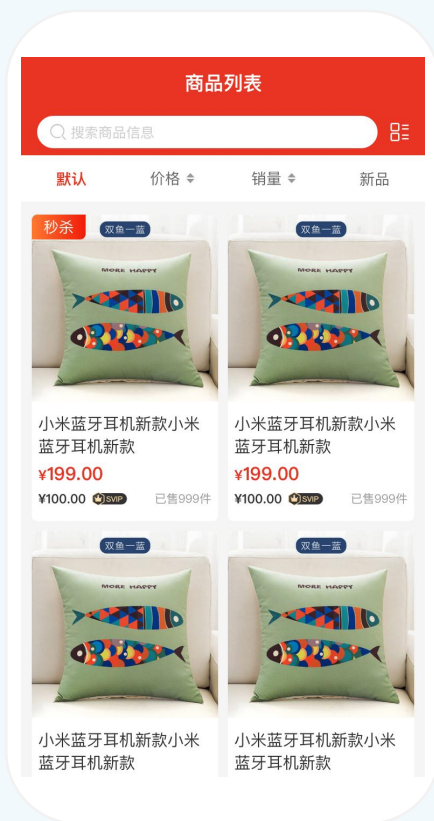 商品列表
搜索商品信息
默认
价格
销量
新品
秒杀
双鱼一蓝
MORE HAPPY
双鱼一蓝
MORE HAPPY
小米蓝牙耳机新款小米
蓝牙耳机新款
¥199.00
¥100.00 SVIP 已售999件
小米蓝牙耳机新款小米
蓝牙耳机新款
¥199.00
¥100.00 SVIP 已售999件
双鱼一蓝
MORE HAPPY
双鱼一蓝
MORE HAPPY
小米蓝牙耳机新款小米
蓝牙耳机新款
小米蓝牙耳机新款小米
蓝牙耳机新款